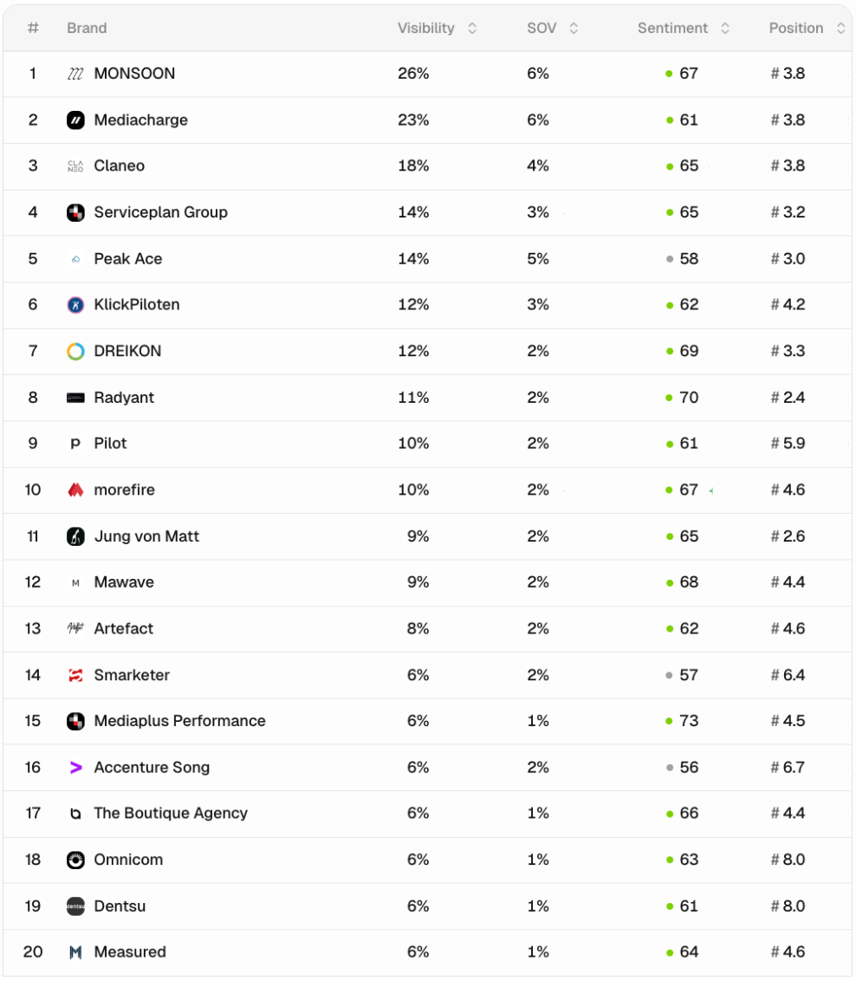 # Brand Visibility SOV Sentiment Position
1 MONSOON 26% 6% 67 # 3.8
2 Mediacharge 23% 6% 61 # 3.8
3 CLA NEO Claneo 18% 4% 65 # 3.8
4 Serviceplan Group 14% 3% 65 # 3.2
5 Peak Ace 14% 5% 58 # 3.0
6 K KlickPiloten 12% 3% 62 # 4.2
7 DREIKON 12% 2% 69 # 3.3
8 Radyant 11% 2% 70 # 2.4
9 P Pilot 10% 2% 61 # 5.9
10 morefire 10% 2% 67 # 4.6
11 Jung von Matt 9% 2% 65 # 2.6
12 M Mawave 9% 2% 68 # 4.4
13 Artefact 8% 2% 62 # 4.6
14 Smarketer 6% 2% 57 # 6.4
15 Mediaplus Performance 6% 1% 73 # 4.5
16 Accenture Song 6% 2% 56 # 6.7
17 The Boutique Agency 6% 1% 66 # 4.4
18 Omnicom 6% 1% 63 # 8.0
19 dentsu Dentsu 6% 1% 61 # 8.0
20 M Measured 6% 1% 64 # 4.6